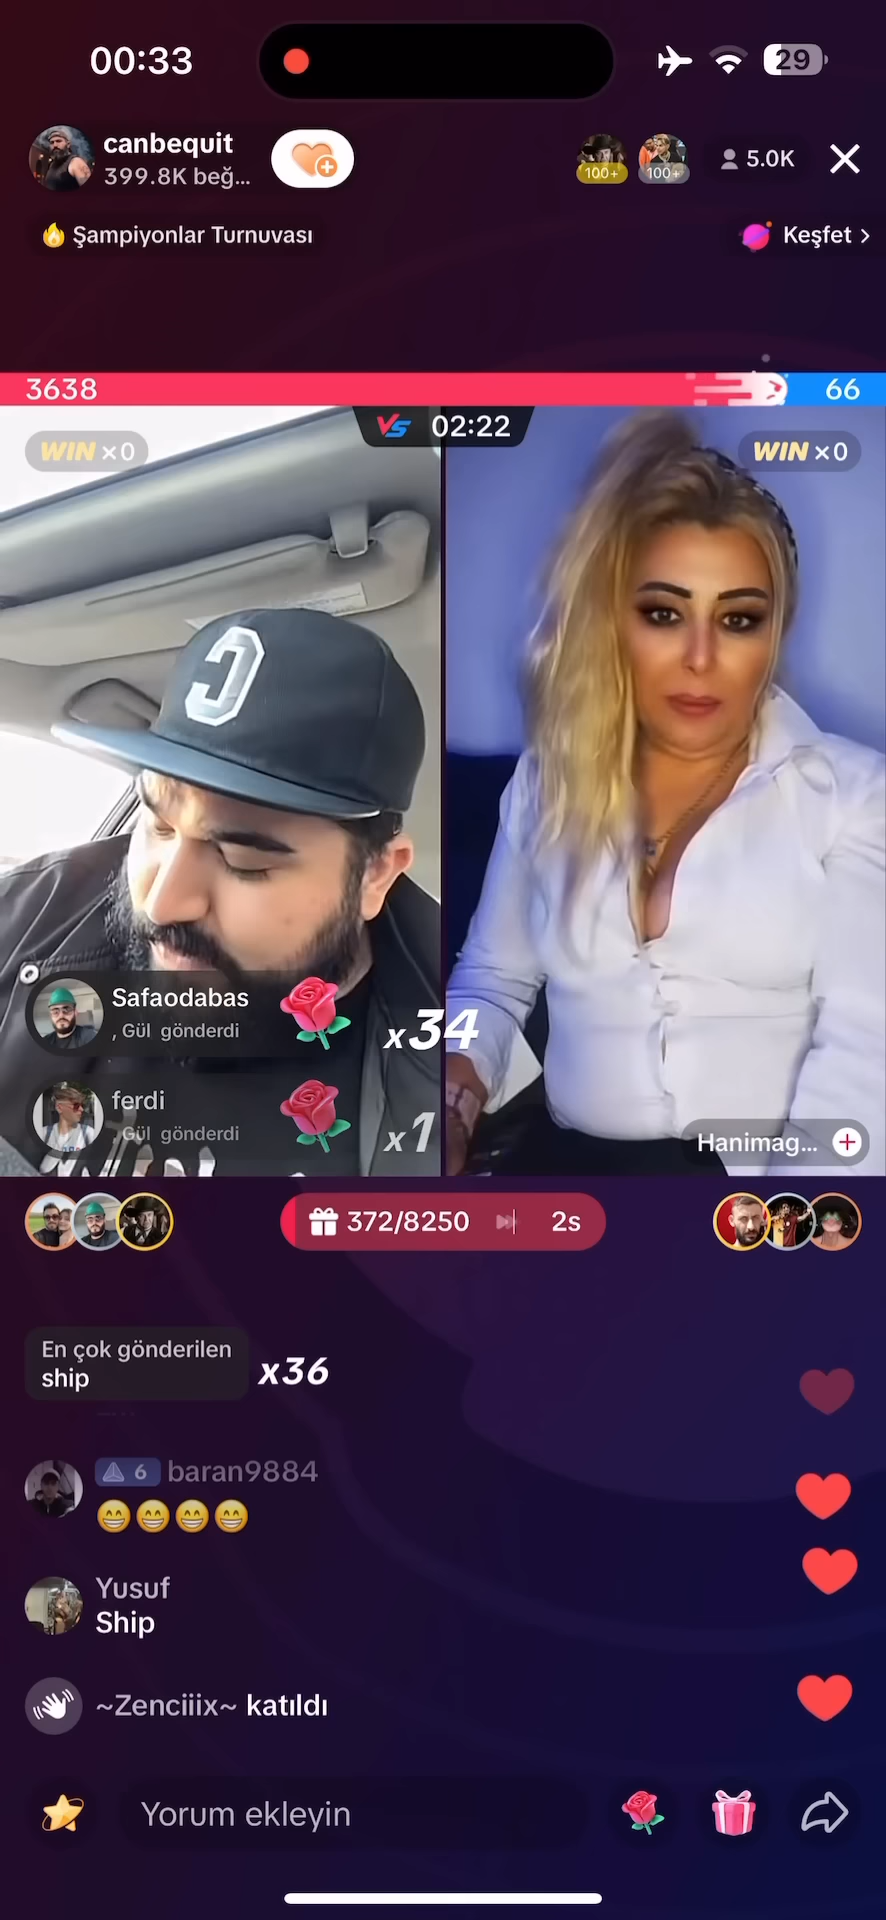 00:33
29
canbequit
399.8K beğ...
100+
100+
5.0K
Şampiyonlar Turnuvası
Keşfet >
3638
66
VS 02:22
WIN x0
WIN x0
Safaodabas
, Gül gönderdi
x34
ferdi
, Gül gönderdi
x1
Hanimag...
372/8250
2s
En çok gönderilen
ship
x36
6 baran9884
Yusuf
Ship
~Zenciiix~ katıldı
Yorum ekleyin